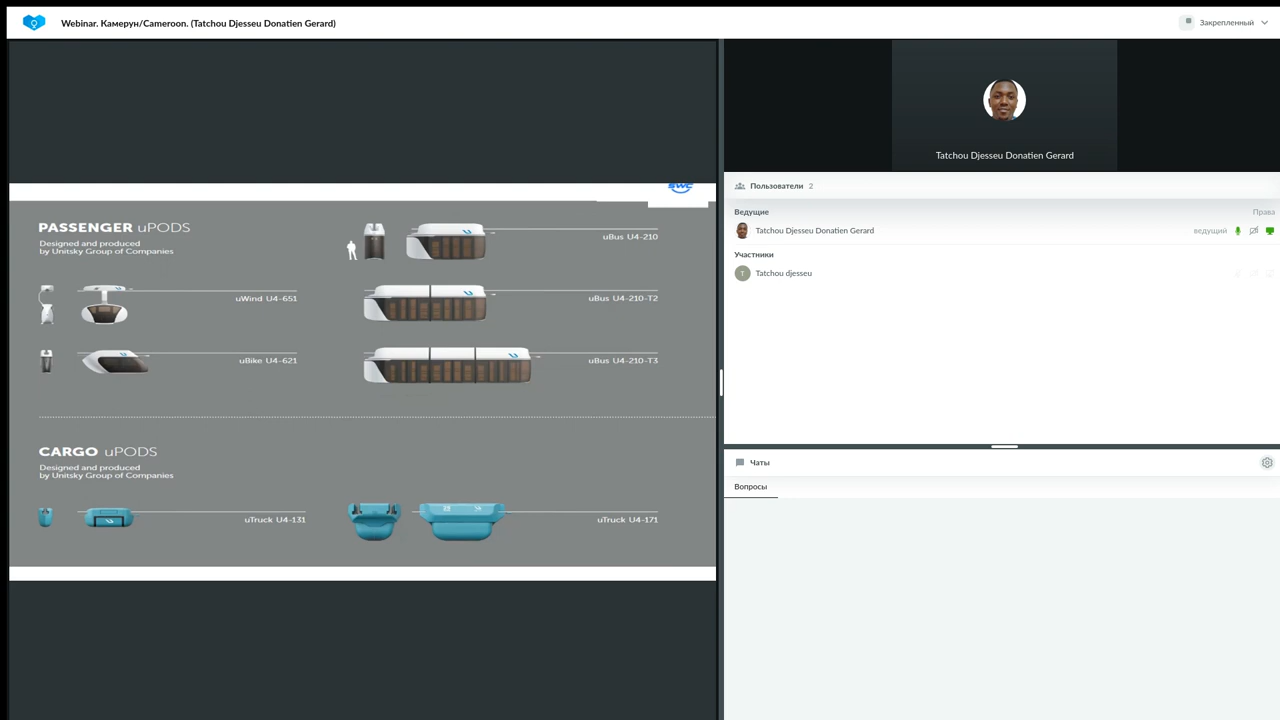 Webinar. Камерун/Cameroon. (Tatchou Djesseu Donatien Gerard)
Закрепленный
SWC
PASSENGER uPODS
Designed and produced
by Unitsky Group of Companies
uBus U4-210
uWind U4-651
uBus U4-210-T2
uBike U4-621
uBus U4-210-T3
CARGO uPODS
Designed and produced
by Unitsky Group of Companies
uTruck U4-131
uTruck U4-171
Tatchou Djesseu Donatien Gerard
Пользователи 2
Ведущие
Права
Tatchou Djesseu Donatien Gerard
ведущий
Участники
T
Tatchou djesseu
Чаты
Вопросы